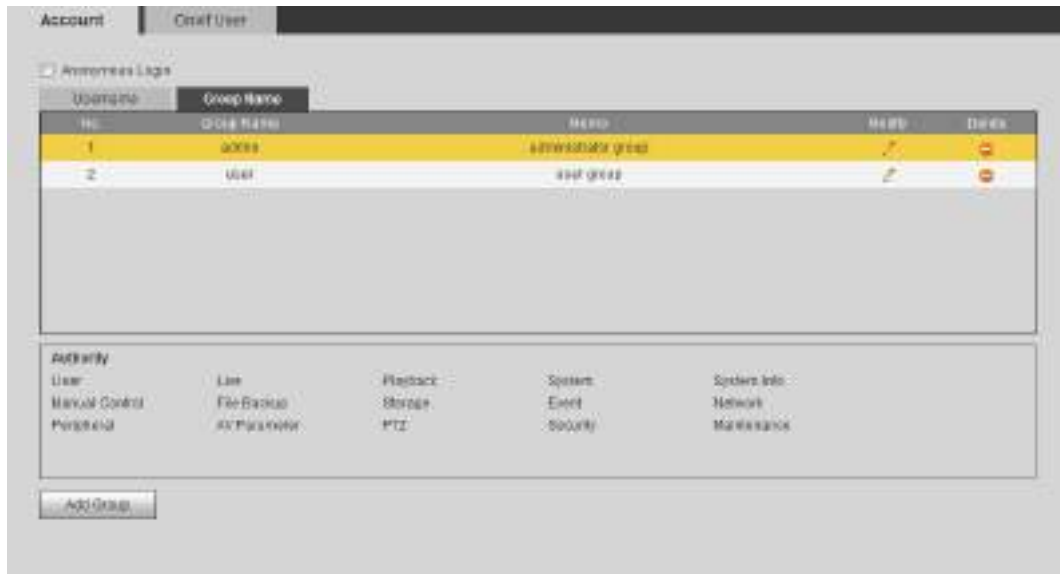 Account Onvif User
Anonymous Login
Username Group Name
No. Group Name Memo Modify Delete
1 admin administrator group
2 user user group
Authority
User Live Playback System System Info
Manual Control File Backup Storage Event Network
Peripheral AV Parameter PTZ Security Maintenance
Add Group